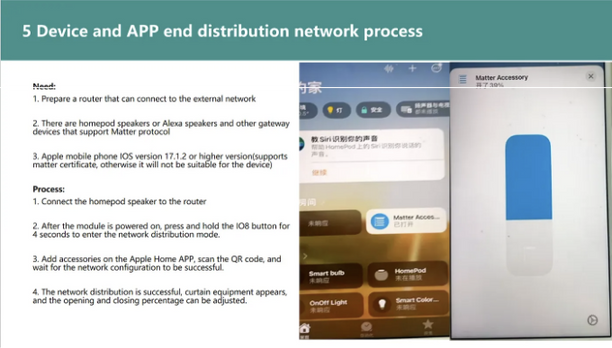 5 Device and APP end distribution network process
Need:
1. Prepare a router that can connect to the external network
2. There are homepod speakers or Alexa speakers and other gateway
devices that support Matter protocol
3. Apple mobile phone IOS version 17.1.2 or higher version(supports
matter certificate, otherwise it will not be suitable for the device)
Process:
1. Connect the homepod speaker to the router
2. After the module is powered on, press and hold the IO8 button for
4 seconds to enter the network distribution mode.
3. Add accessories on the Apple Home APP, scan the QR code, and
wait for the network configuration to be successful.
4. The network distribution is successful, curtain equipment appears,
and the opening and closing percentage can be adjusted.
的家
灯
安全
教 Siri 识别你的声音
继续
未响应
Matter Acces...
已打开
Smart bulb
未响应
HomePod
OnOff Light
未响应
Smart Color...
未响应
Matter Accessory
开了 39%